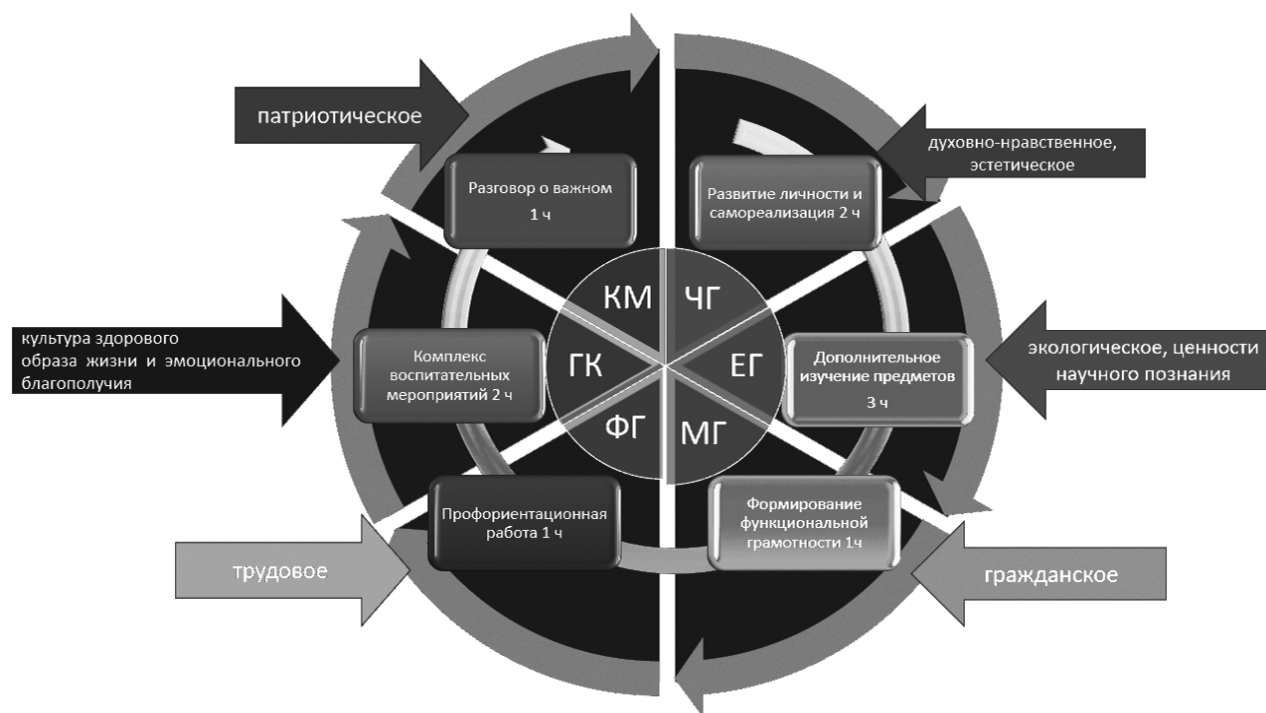 патриотическое
духовно-нравственное,
эстетическое
Разговор о важном
1 ч
Развитие личности и
самореализация 2 ч
КМ
ЧГ
культура здорового
образа жизни и эмоционального
благополучия
Комплекс
воспитательных
мероприятий 2 ч
ГК
ЕГ
Дополнительное
изучение предметов
3 ч
экологическое, ценности
научного познания
ФГ
МГ
Профориентационная
работа 1 ч
Формирование
функциональной
грамотности 1ч
трудовое
гражданское